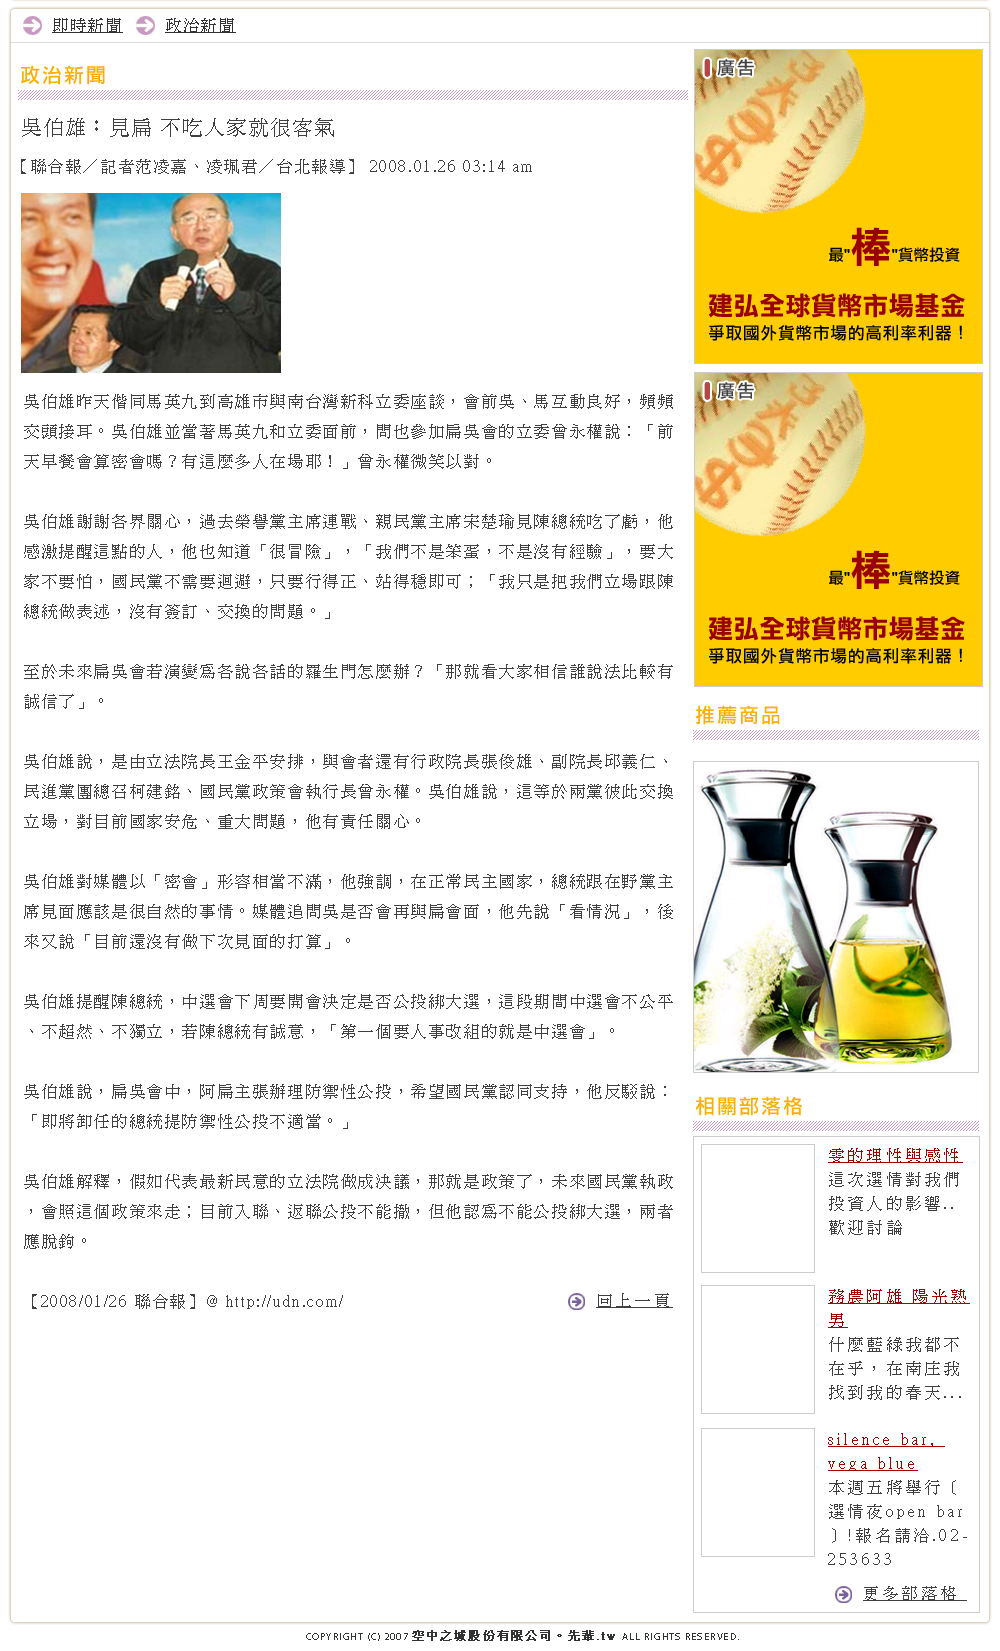 即時新聞 政治新聞
政治新聞
吳伯雄：見扁 不吃人家就很客氣
【聯合報／記者范凌嘉、凌珮君／台北報導】 2008.01.26 03:14 am
吳伯雄昨天偕同馬英九到高雄市與南台灣新科立委座談，會前吳、馬互動良好，頻頻
交頭接耳。吳伯雄並當著馬英九和立委面前，問也參加扁吳會的立委曾永權說：「前
天早餐會算密會嗎？有這麼多人在場耶！」曾永權微笑以對。
吳伯雄謝謝各界關心，過去榮譽黨主席連戰、親民黨主席宋楚瑜見陳總統吃了虧，他
感激提醒這點的人，他也知道「很冒險」，「我們不是笨蛋，不是沒有經驗」，要大
家不要怕，國民黨不需要迴避，只要行得正、站得穩即可；「我只是把我們立場跟陳
總統做表述，沒有簽訂、交換的問題。」
至於未來扁吳會若演變為各說各話的羅生門怎麼辦？「那就看大家相信誰說法比較有
誠信了」。
吳伯雄說，是由立法院長王金平安排，與會者還有行政院長張俊雄、副院長邱義仁、
民進黨團總召柯建銘、國民黨政策會執行長曾永權。吳伯雄說，這等於兩黨彼此交換
立場，對目前國家安危、重大問題，他有責任關心。
吳伯雄對媒體以「密會」形容相當不滿，他強調，在正常民主國家，總統跟在野黨主
席見面應該是很自然的事情。媒體追問吳是否會再與扁會面，他先說「看情況」，後
來又說「目前還沒有做下次見面的打算」。
吳伯雄提醒陳總統，中選會下周要開會決定是否公投綁大選，這段期間中選會不公平
、不超然、不獨立，若陳總統有誠意，「第一個要人事改組的就是中選會」。
吳伯雄說，扁吳會中，阿扁主張辦理防禦性公投，希望國民黨認同支持，他反駁說：
「即將卸任的總統提防禦性公投不適當。」
吳伯雄解釋，假如代表最新民意的立法院做成決議，那就是政策了，未來國民黨執政
，會照這個政策來走；目前入聯、返聯公投不能撤，但他認為不能公投綁大選，兩者
應脫鉤。
【2008/01/26 聯合報】@ http://udn.com/
回上一頁
廣告
最"棒"貨幣投資
建弘全球貨幣市場基金
爭取國外貨幣市場的高利率利器！
廣告
最"棒"貨幣投資
建弘全球貨幣市場基金
爭取國外貨幣市場的高利率利器！
推薦商品
相關部落格
雯的理性與感性
這次選情對我們
投資人的影響..
歡迎討論
務農阿雄 陽光熟
男
什麼藍綠我都不
在乎，在南庄我
找到我的春天...
silence bar,
vega blue
本週五將舉行〔
選情夜open bar
〕!報名請洽.02-
253633
更多部落格
COPYRIGHT (C) 2007 空中之城股份有限公司。先輩.tw ALL RIGHTS RESERVED.